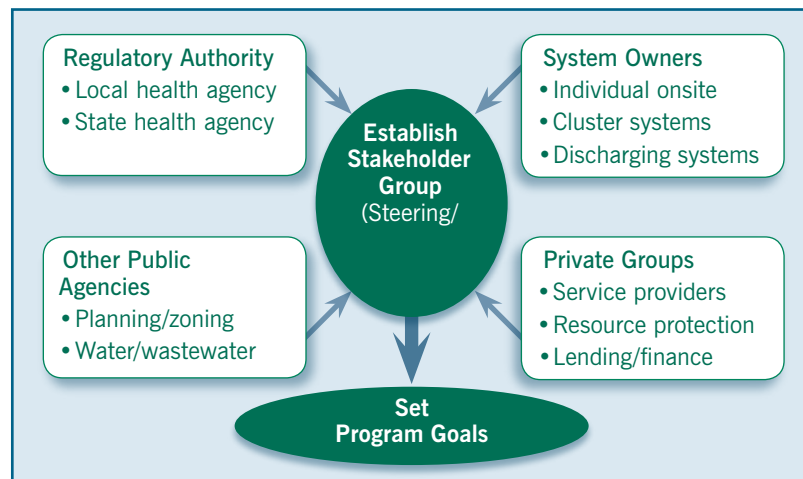 Regulatory Authority
• Local health agency
• State health agency
System Owners
• Individual onsite
• Cluster systems
• Discharging systems
Establish
Stakeholder
Group
(Steering/
Other Public
Agencies
• Planning/zoning
• Water/wastewater
Private Groups
• Service providers
• Resource protection
• Lending/finance
Set
Program Goals